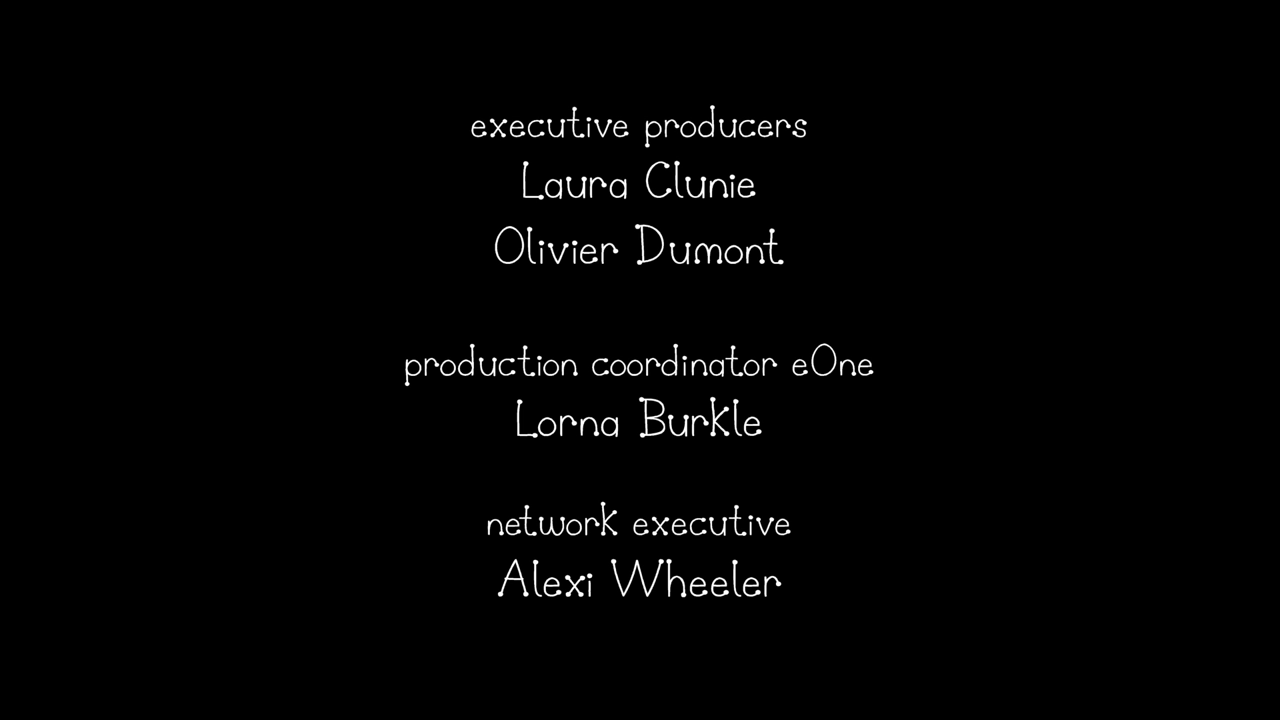 executive producers
Laura Clunie
Olivier Dumont
production coordinator eOne
Lorna Burkle
network executive
Alexi Wheeler